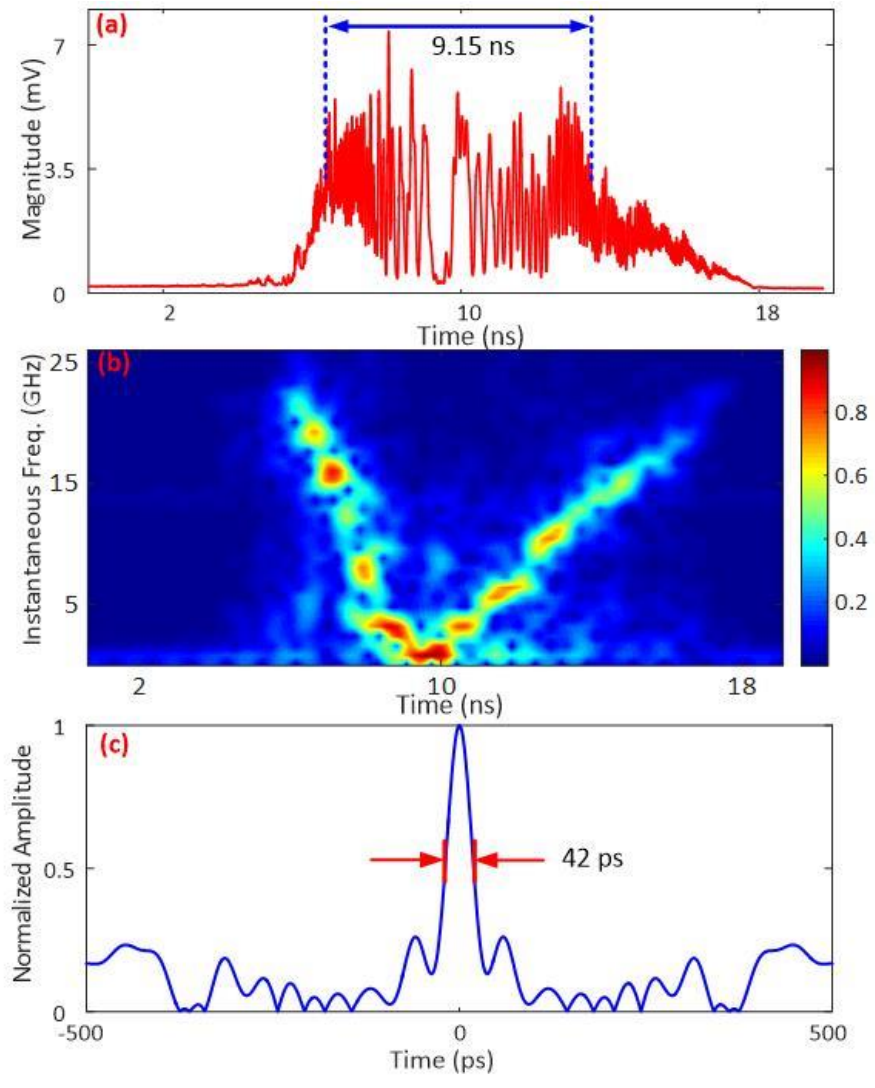 (a)
9.15 ns
Magnitude (mV)
7
3.5
0
2
10
18
Time (ns)
(b)
Instantaneous Freq. (GHz)
25
15
5
2
10
18
Time (ns)
0.8
0.6
0.4
0.2
(c)
Normalized Amplitude
1
0.5
0
42 ps
-500
0
500
Time (ps)